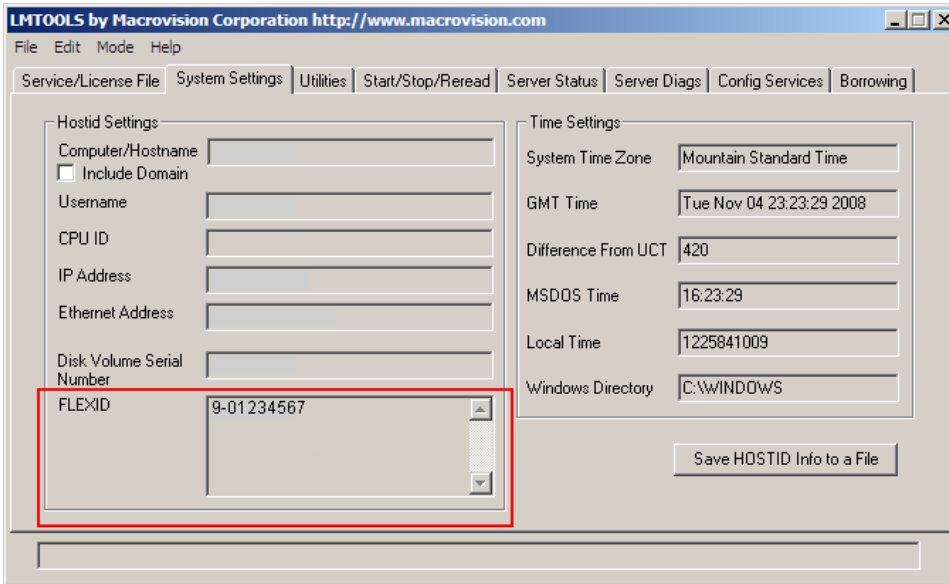 LMTOOLS by Macrovision Corporation http://www.macrovision.com
File Edit Mode Help
Service/License File System Settings Utilities Start/Stop/Reread Server Status Server Diags Config Services Borrowing
Hostid Settings
Computer/Hostname
Include Domain
Username
CPU ID
IP Address
Ethernet Address
Disk Volume Serial
Number
FLEXID 9-01234567
Time Settings
System Time Zone Mountain Standard Time
GMT Time Tue Nov 04 23:23:29 2008
Difference From UCT 420
MSDOS Time 16:23:29
Local Time 1225841009
Windows Directory C:\WINDOWS
Save HOSTID Info to a File